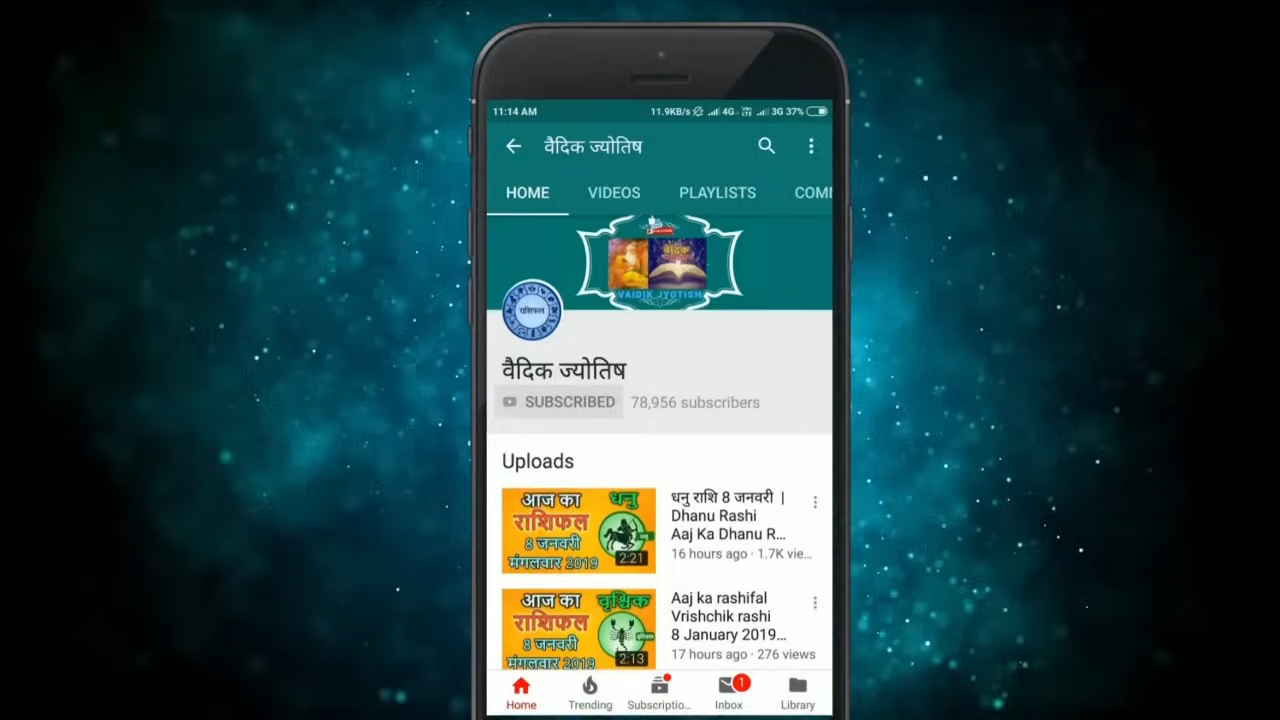 11:14 AM
11.9KB/s 4G VoLTE 3G 37%
वैदिक ज्योतिष
HOME VIDEOS PLAYLISTS COMM
वैदिक
VAIDIK JYOTISH
राशिफल
वैदिक ज्योतिष
SUBSCRIBED 78,956 subscribers
Uploads
आज का धनु
राशिफल
8 जनवरी
मंगलवार 2019
2:21
धनु राशि 8 जनवरी |
Dhanu Rashi
Aaj Ka Dhanu R...
16 hours ago · 1.7K vie...
आज का वृश्चिक
राशिफल
8 जनवरी
मंगलवार 2019
2:13
Aaj ka rashifal
Vrishchik rashi
8 January 2019...
17 hours ago · 276 views
1
Home Trending Subscriptio... Inbox Library